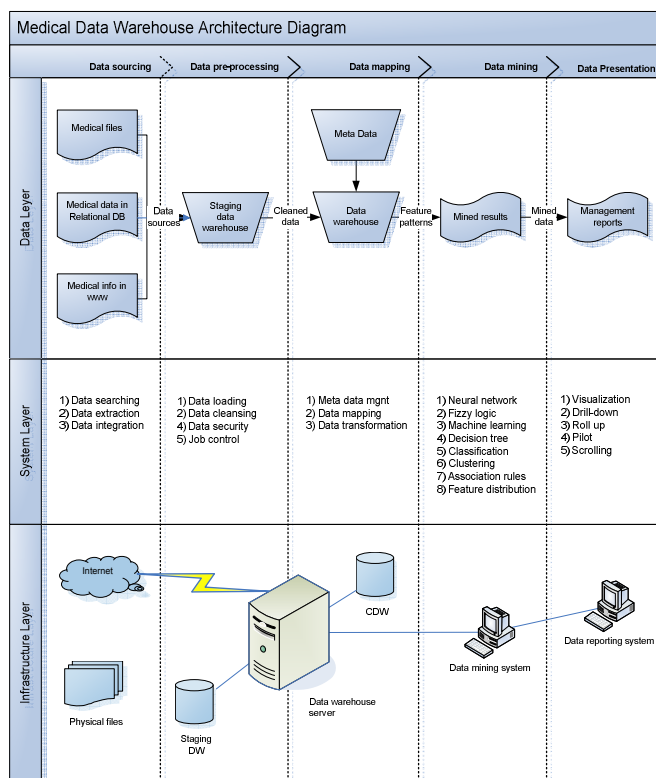 Medical Data Warehouse Architecture Diagram
Data sourcing
Data pre-processing
Data mapping
Data mining
Data Presentation
Data Leyer
Medical files
Medical data in
Relational DB
Medical info in
www
Data
sources
Staging
data
warehouse
Cleaned
data
Meta Data
Data
warehouse
Feature
patterns
Mined results
Mined
data
Management
reports
System Layer
1) Data searching
2) Data extraction
3) Data integration
1) Data loading
2) Data cleansing
4) Data security
5) Job control
1) Meta data mgnt
2) Data mapping
3) Data transformation
1) Neural network
2) Fizzy logic
3) Machine learning
4) Decision tree
5) Classification
6) Clustering
7) Association rules
8) Feature distribution
1) Visualization
2) Drill-down
3) Roll up
4) Pilot
5) Scrolling
Infrastructure Layer
Internet
Physical files
Staging
DW
Data warehouse
server
CDW
Data mining system
Data reporting system